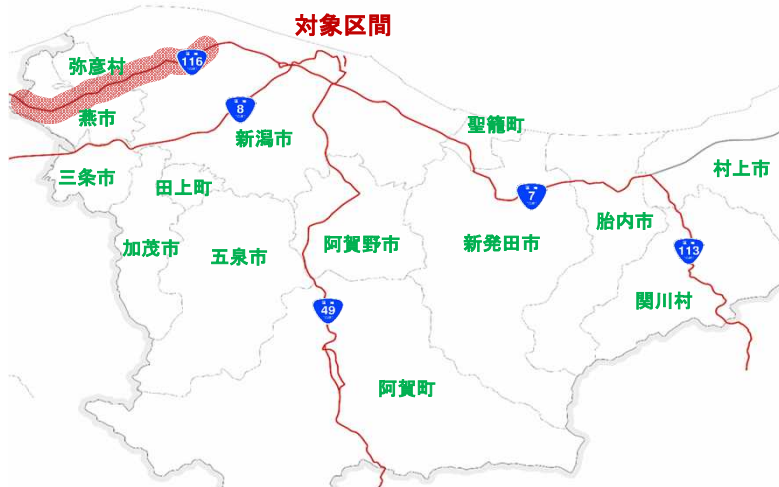 対象区間
弥彦村
116
燕市
8
新潟市
聖籠町
三条市
田上町
村上市
7
胎内市
加茂市
五泉市
阿賀野市
新発田市
113
関川村
49
阿賀町